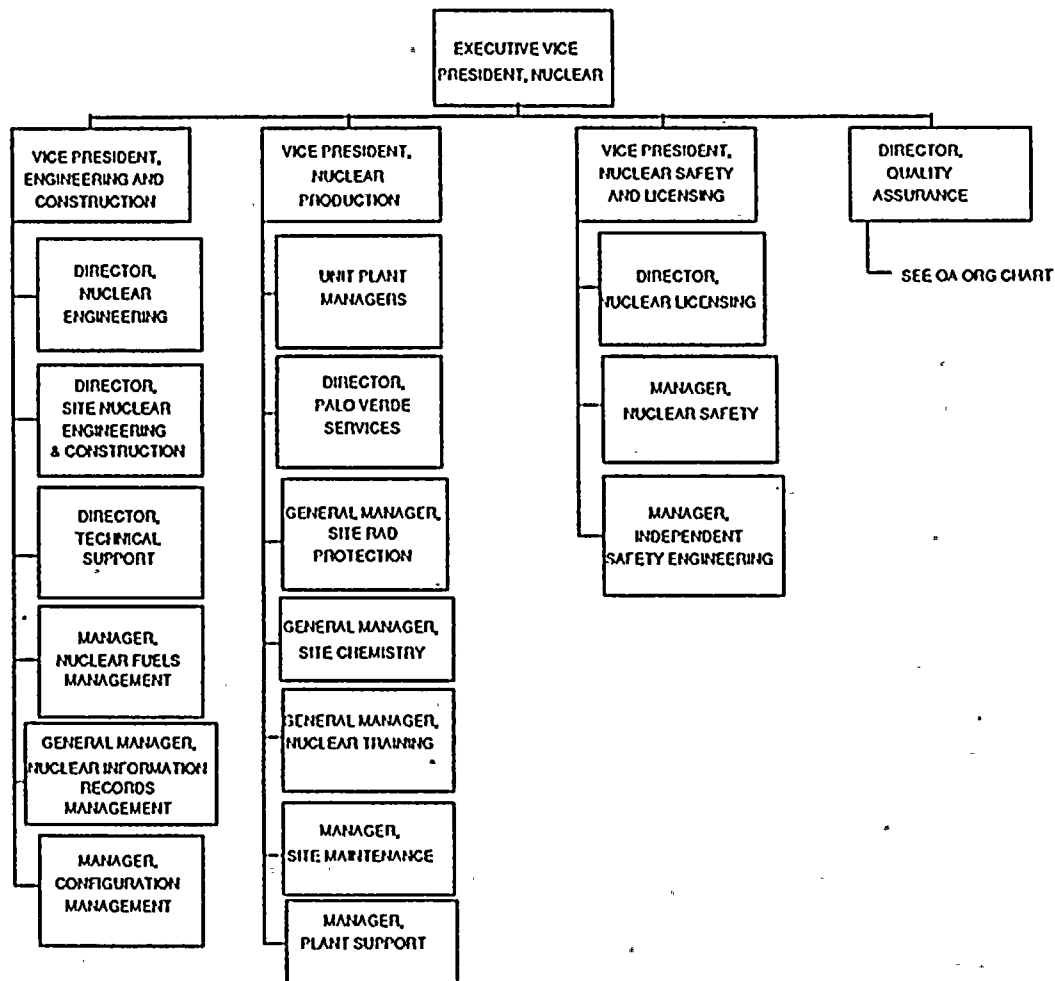 EXECUTIVE VICE
PRESIDENT, NUCLEAR
VICE PRESIDENT,
ENGINEERING AND
CONSTRUCTION
DIRECTOR,
NUCLEAR
ENGINEERING
DIRECTOR,
SITE NUCLEAR
ENGINEERING
& CONSTRUCTION
DIRECTOR,
TECHNICAL
SUPPORT
MANAGER,
NUCLEAR FUELS
MANAGEMENT
GENERAL MANAGER,
NUCLEAR INFORMATION
RECORDS
MANAGEMENT
MANAGER,
CONFIGURATION
MANAGEMENT
VICE PRESIDENT,
NUCLEAR
PRODUCTION
UNIT PLANT
MANAGERS
DIRECTOR,
PALO VERDE
SERVICES
GENERAL MANAGER,
SITE RAD
PROTECTION
GENERAL MANAGER,
SITE CHEMISTRY
GENERAL MANAGER,
NUCLEAR TRAINING
MANAGER,
SITE MAINTENANCE
MANAGER,
PLANT SUPPORT
VICE PRESIDENT,
NUCLEAR SAFETY
AND LICENSING
DIRECTOR,
NUCLEAR LICENSING
MANAGER,
NUCLEAR SAFETY
MANAGER,
INDEPENDENT
SAFETY ENGINEERING
DIRECTOR,
QUALITY
ASSURANCE
SEE QA ORG CHART